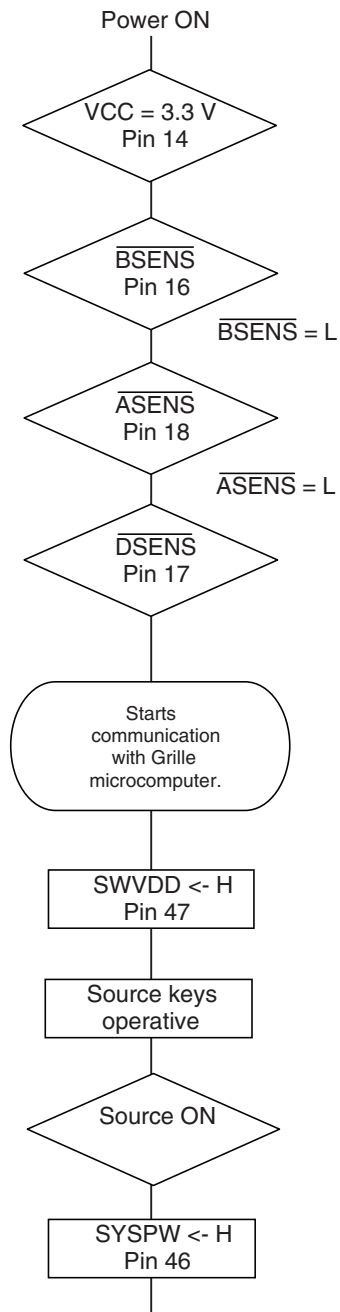 Power ON
VCC = 3.3 V
Pin 14
BSENS
Pin 16
BSENS = L
ASENS
Pin 18
ASENS = L
DSENS
Pin 17
Starts
communication
with Grille
microcomputer.
SWVDD <- H
Pin 47
Source keys
operative
Source ON
SYSPW <- H
Pin 46